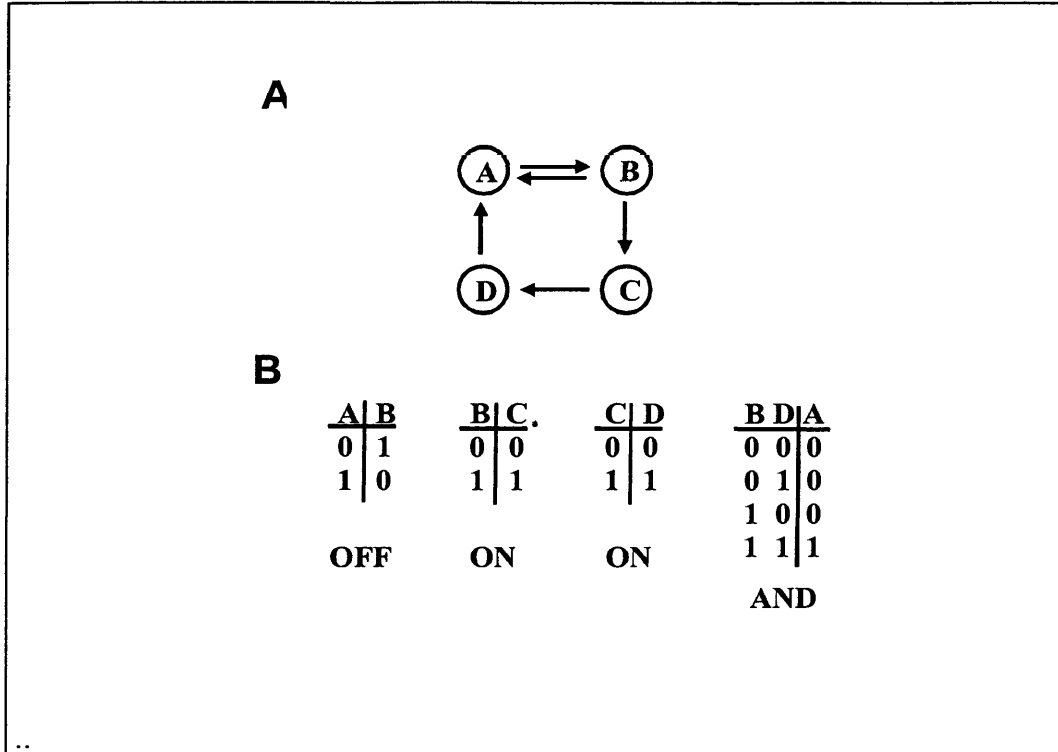 A
A B
D C
B
A B B C . C D B D A
0 1 0 0 0 0 0 0 0
1 0 1 1 1 1 0 1 0
1 0 0
1 1 1
OFF ON ON
AND